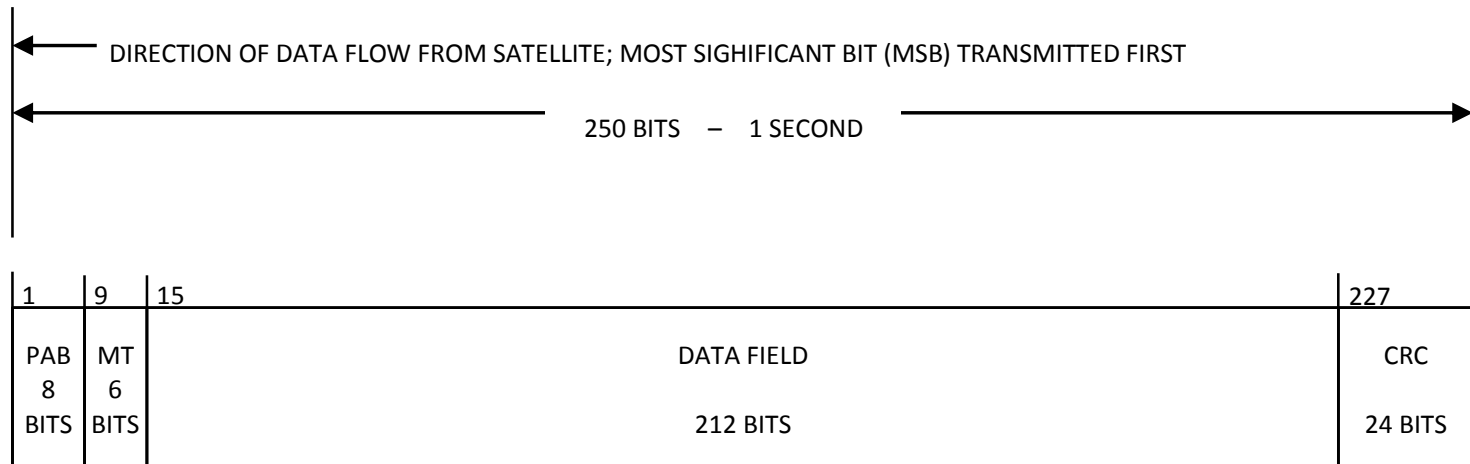 DIRECTION OF DATA FLOW FROM SATELLITE; MOST SIGHIFICANT BIT (MSB) TRANSMITTED FIRST
250 BITS – 1 SECOND
1 9 15 227
PAB MT DATA FIELD CRC
8 6
BITS BITS 212 BITS 24 BITS